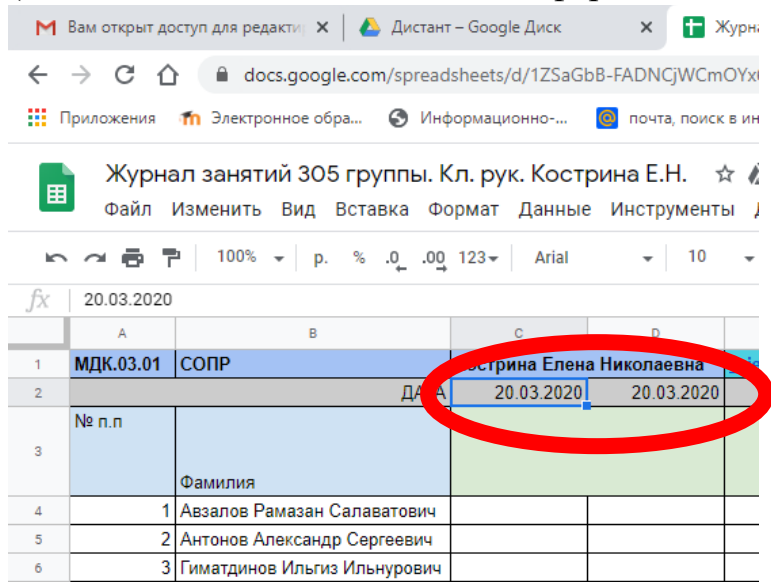 Вам открыт доступ для редакти
Дистант – Google Диск
Журна
docs.google.com/spreadsheets/d/1ZSaGbB-FADNCjWCmOYx
Приложения Электронное обра... Информационно-... почта, поиск в ин
Журнал занятий 305 группы. Кл. рук. Кострина Е.Н.
Файл Изменить Вид Вставка Формат Данные Инструменты
100% р. % .0 .00 123 Arial 10
fx 20.03.2020
A B C D
1 МДК.03.01 СОПР острина Елена Николаевна
2 ДАТА 20.03.2020 20.03.2020
№ п.п
3
Фамилия
4 1 Авзалов Рамазан Салаватович
5 2 Антонов Александр Сергеевич
6 3 Гиматдинов Ильгиз Ильнурович